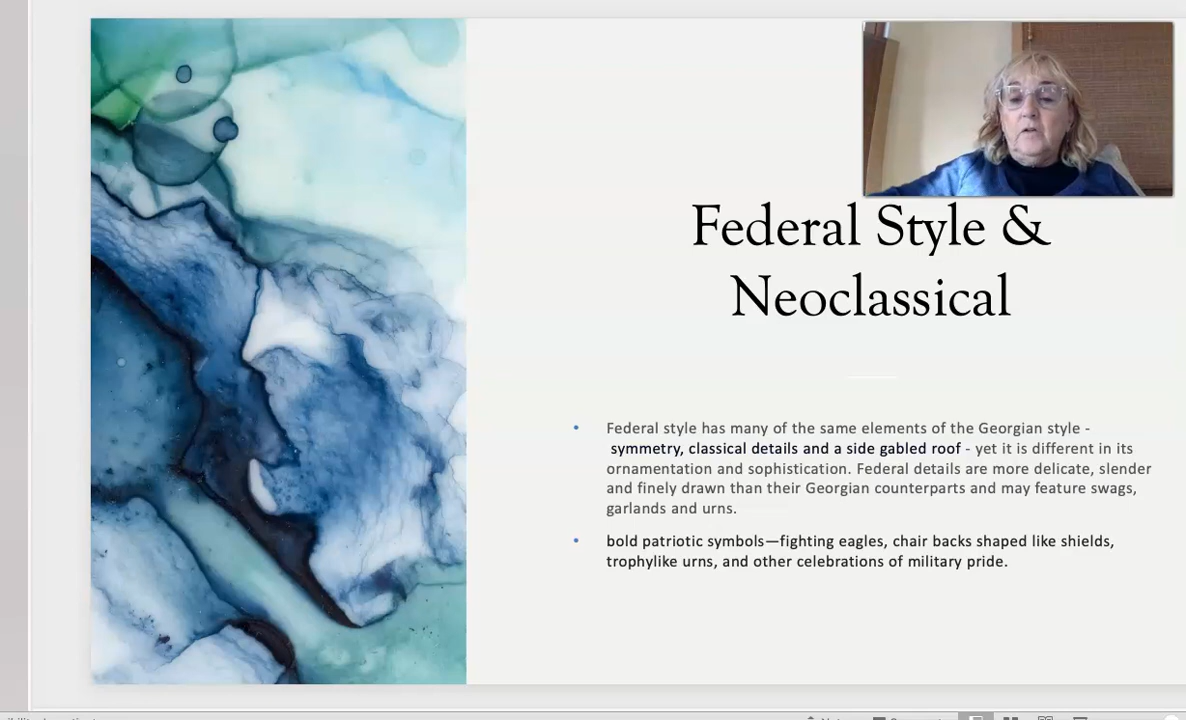 Federal Style &
Neoclassical
• Federal style has many of the same elements of the Georgian style -
symmetry, classical details and a side gabled roof - yet it is different in its
ornamentation and sophistication. Federal details are more delicate, slender
and finely drawn than their Georgian counterparts and may feature swags,
garlands and urns.
• bold patriotic symbols—fighting eagles, chair backs shaped like shields,
trophylike urns, and other celebrations of military pride.